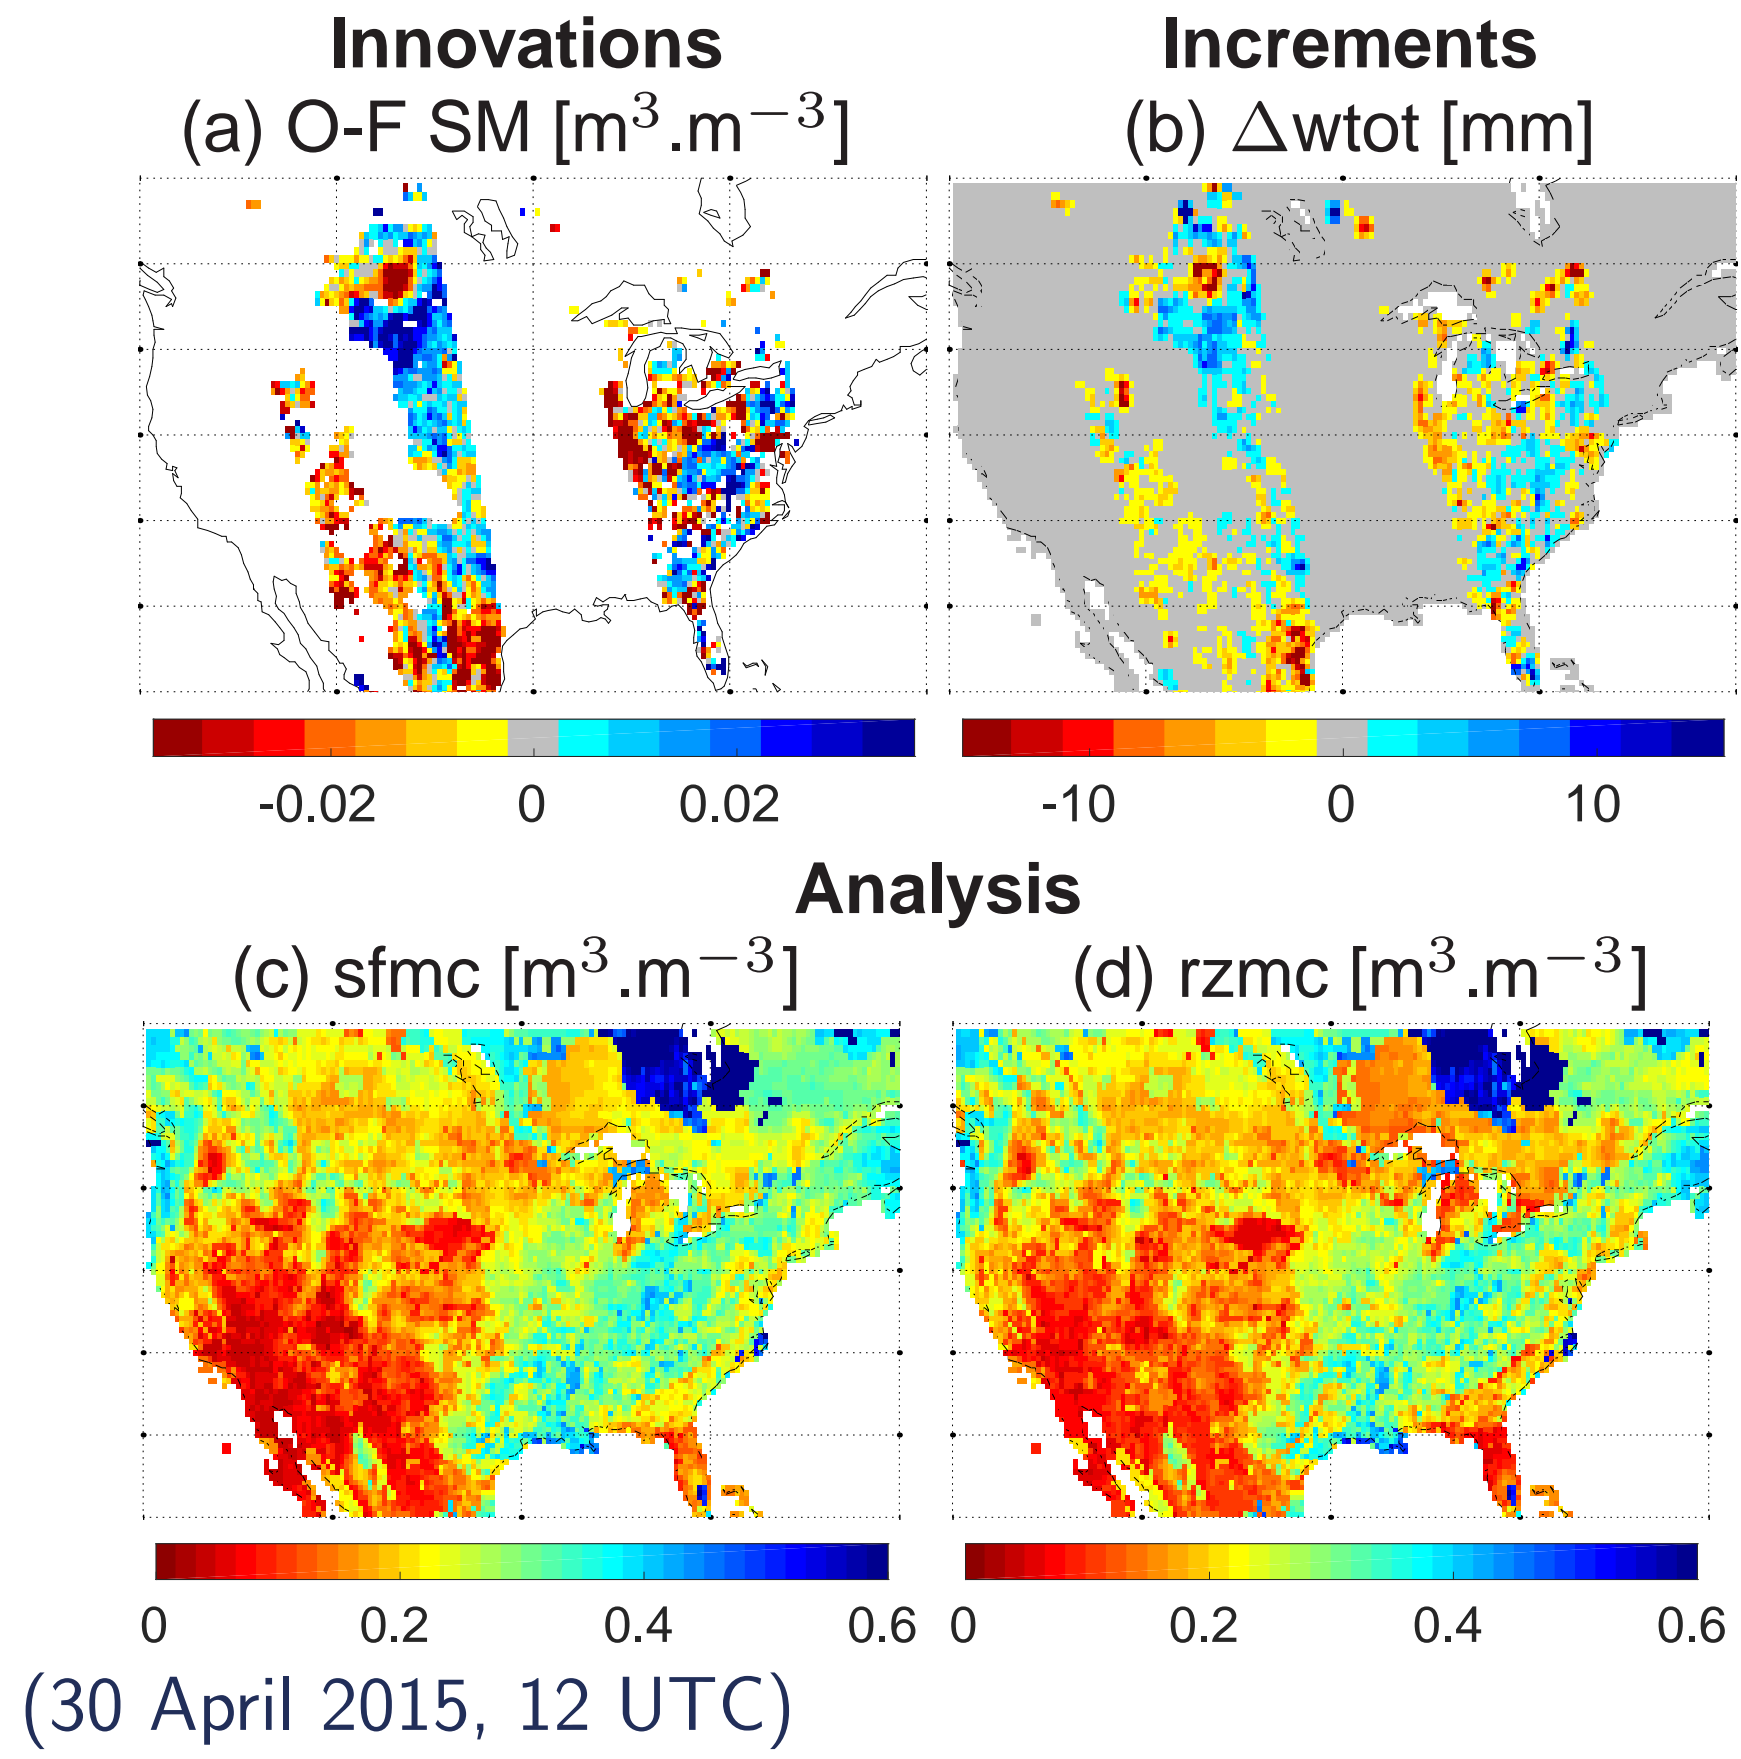 Innovations
(a) O-F SM [m³.m⁻³]
Increments
(b) Δwtot [mm]
-0.02 0 0.02
-10 0 10
Analysis
(c) sfmc [m³.m⁻³]
(d) rzmc [m³.m⁻³]
0 0.2 0.4 0.6
0 0.2 0.4 0.6
(30 April 2015, 12 UTC)